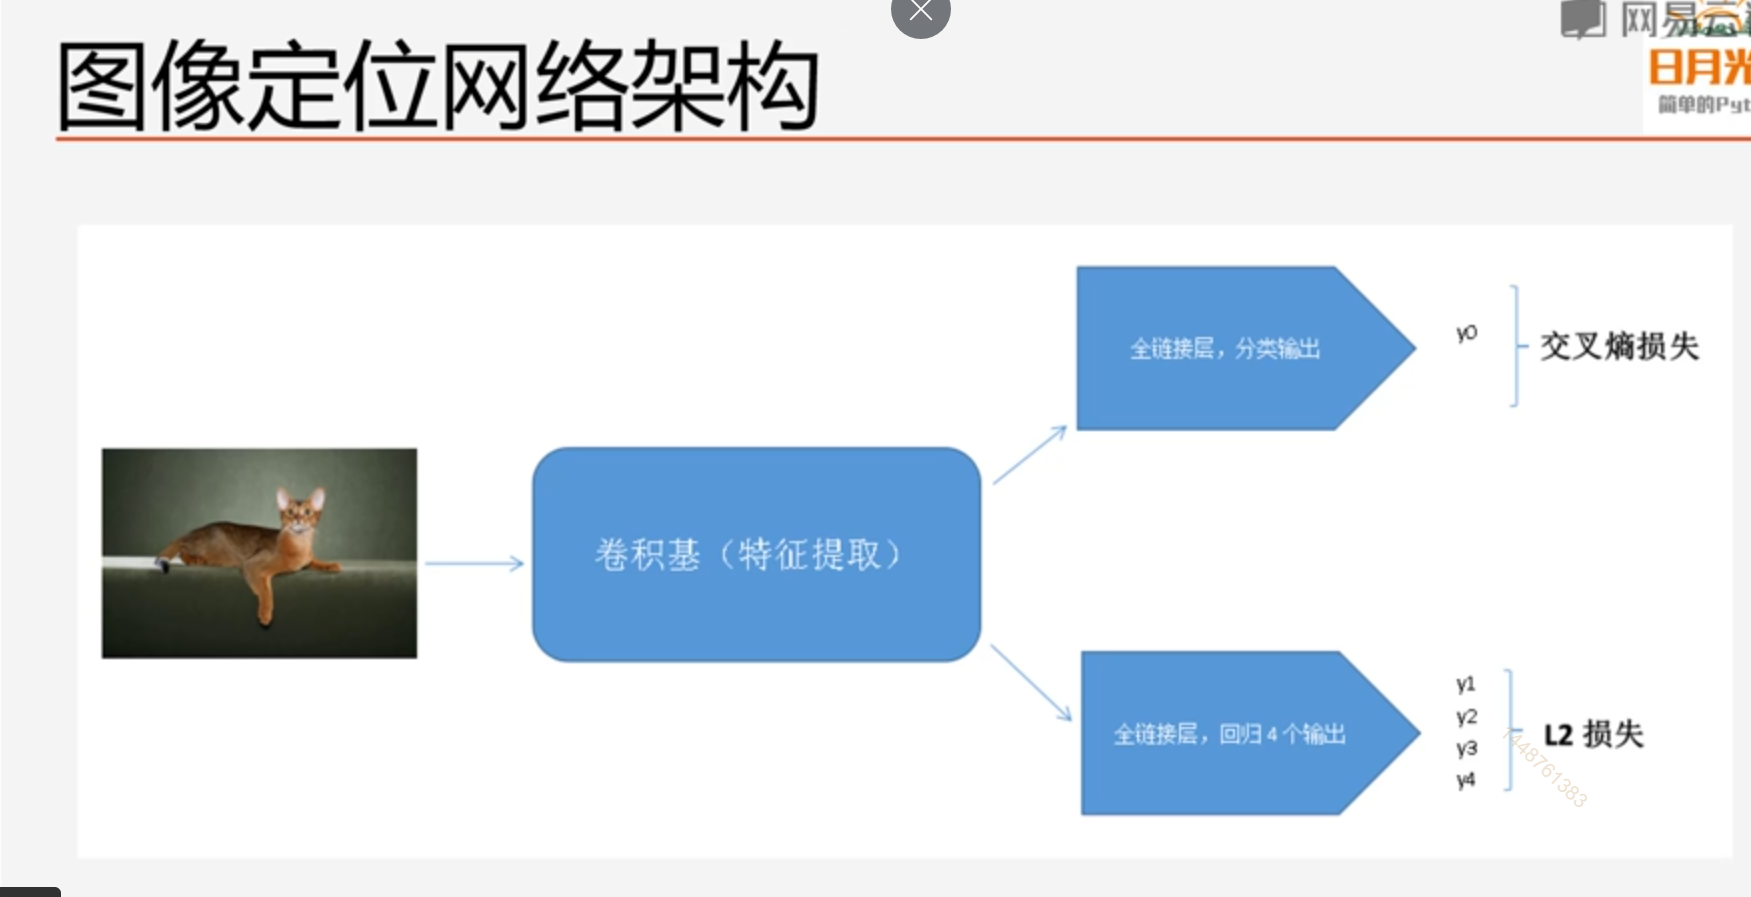 图像定位网络架构
网易云
日月光
简单的Pyt
全链接层，分类输出
y0
交叉熵损失
卷积基（特征提取）
全链接层，回归 4 个输出
y1
y2
y3
y4
L2 损失
1448761383